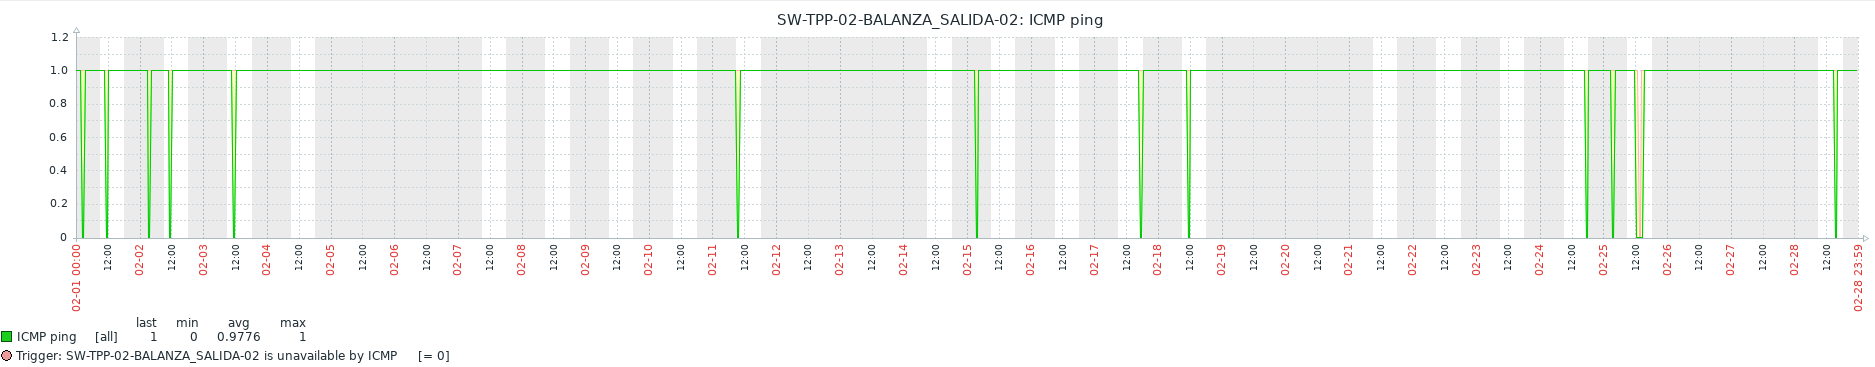 SW-TPP-02-BALANZA_SALIDA-02: ICMP ping
1.2
1.0
0.8
0.6
0.4
0.2
0
02-01 00:00 12:00 02-02 12:00 02-03 12:00 02-04 12:00 02-05 12:00 02-06 12:00 02-07 12:00 02-08 12:00 02-09 12:00 02-10 12:00 02-11 12:00 02-12 12:00 02-13 12:00 02-14 12:00 02-15 12:00 02-16 12:00 02-17 12:00 02-18 12:00 02-19 12:00 02-20 12:00 02-21 12:00 02-22 12:00 02-23 12:00 02-24 12:00 02-25 12:00 02-26 12:00 02-27 12:00 02-28 12:00 02-28 23:59
last min avg max
ICMP ping [all] 1 0 0.9776 1
Trigger: SW-TPP-02-BALANZA_SALIDA-02 is unavailable by ICMP [= 0]